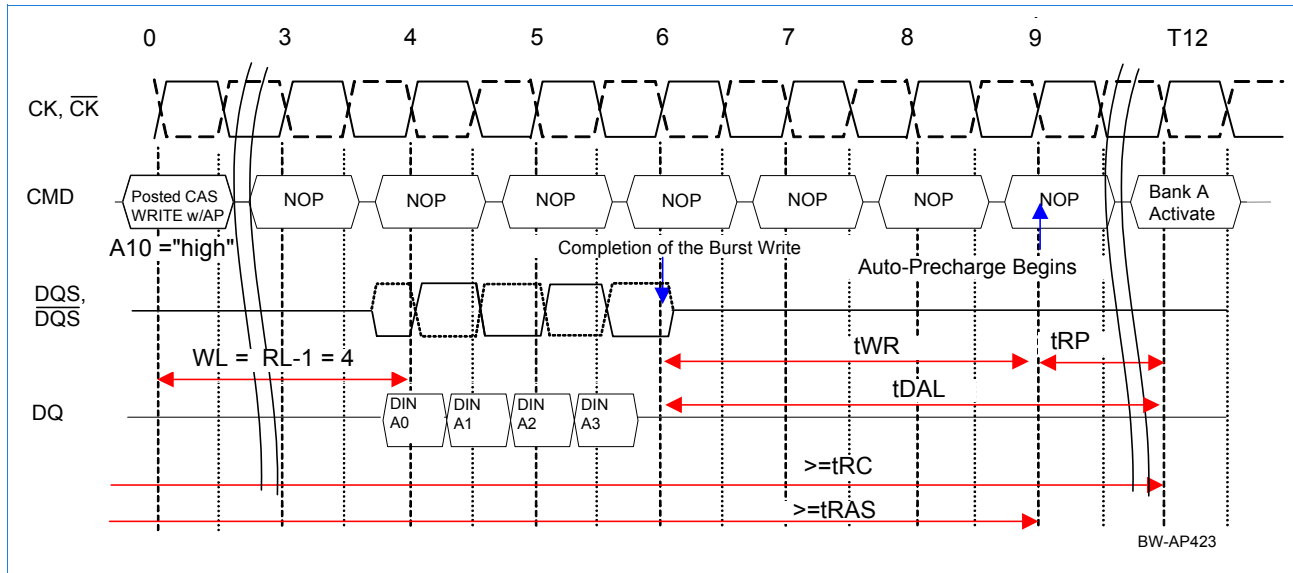 0 3 4 5 6 7 8 9 T12
CK, CK
CMD
Posted CAS
WRITE w/AP
NOP NOP NOP NOP NOP NOP NOP
Bank A
Activate
A10 ="high"
Completion of the Burst Write
Auto-Precharge Begins
DQS,
DQS
WL = RL-1 = 4
tWR
tRP
tDAL
DQ
DIN
A0
DIN
A1
DIN
A2
DIN
A3
>=tRC
>=tRAS
BW-AP423